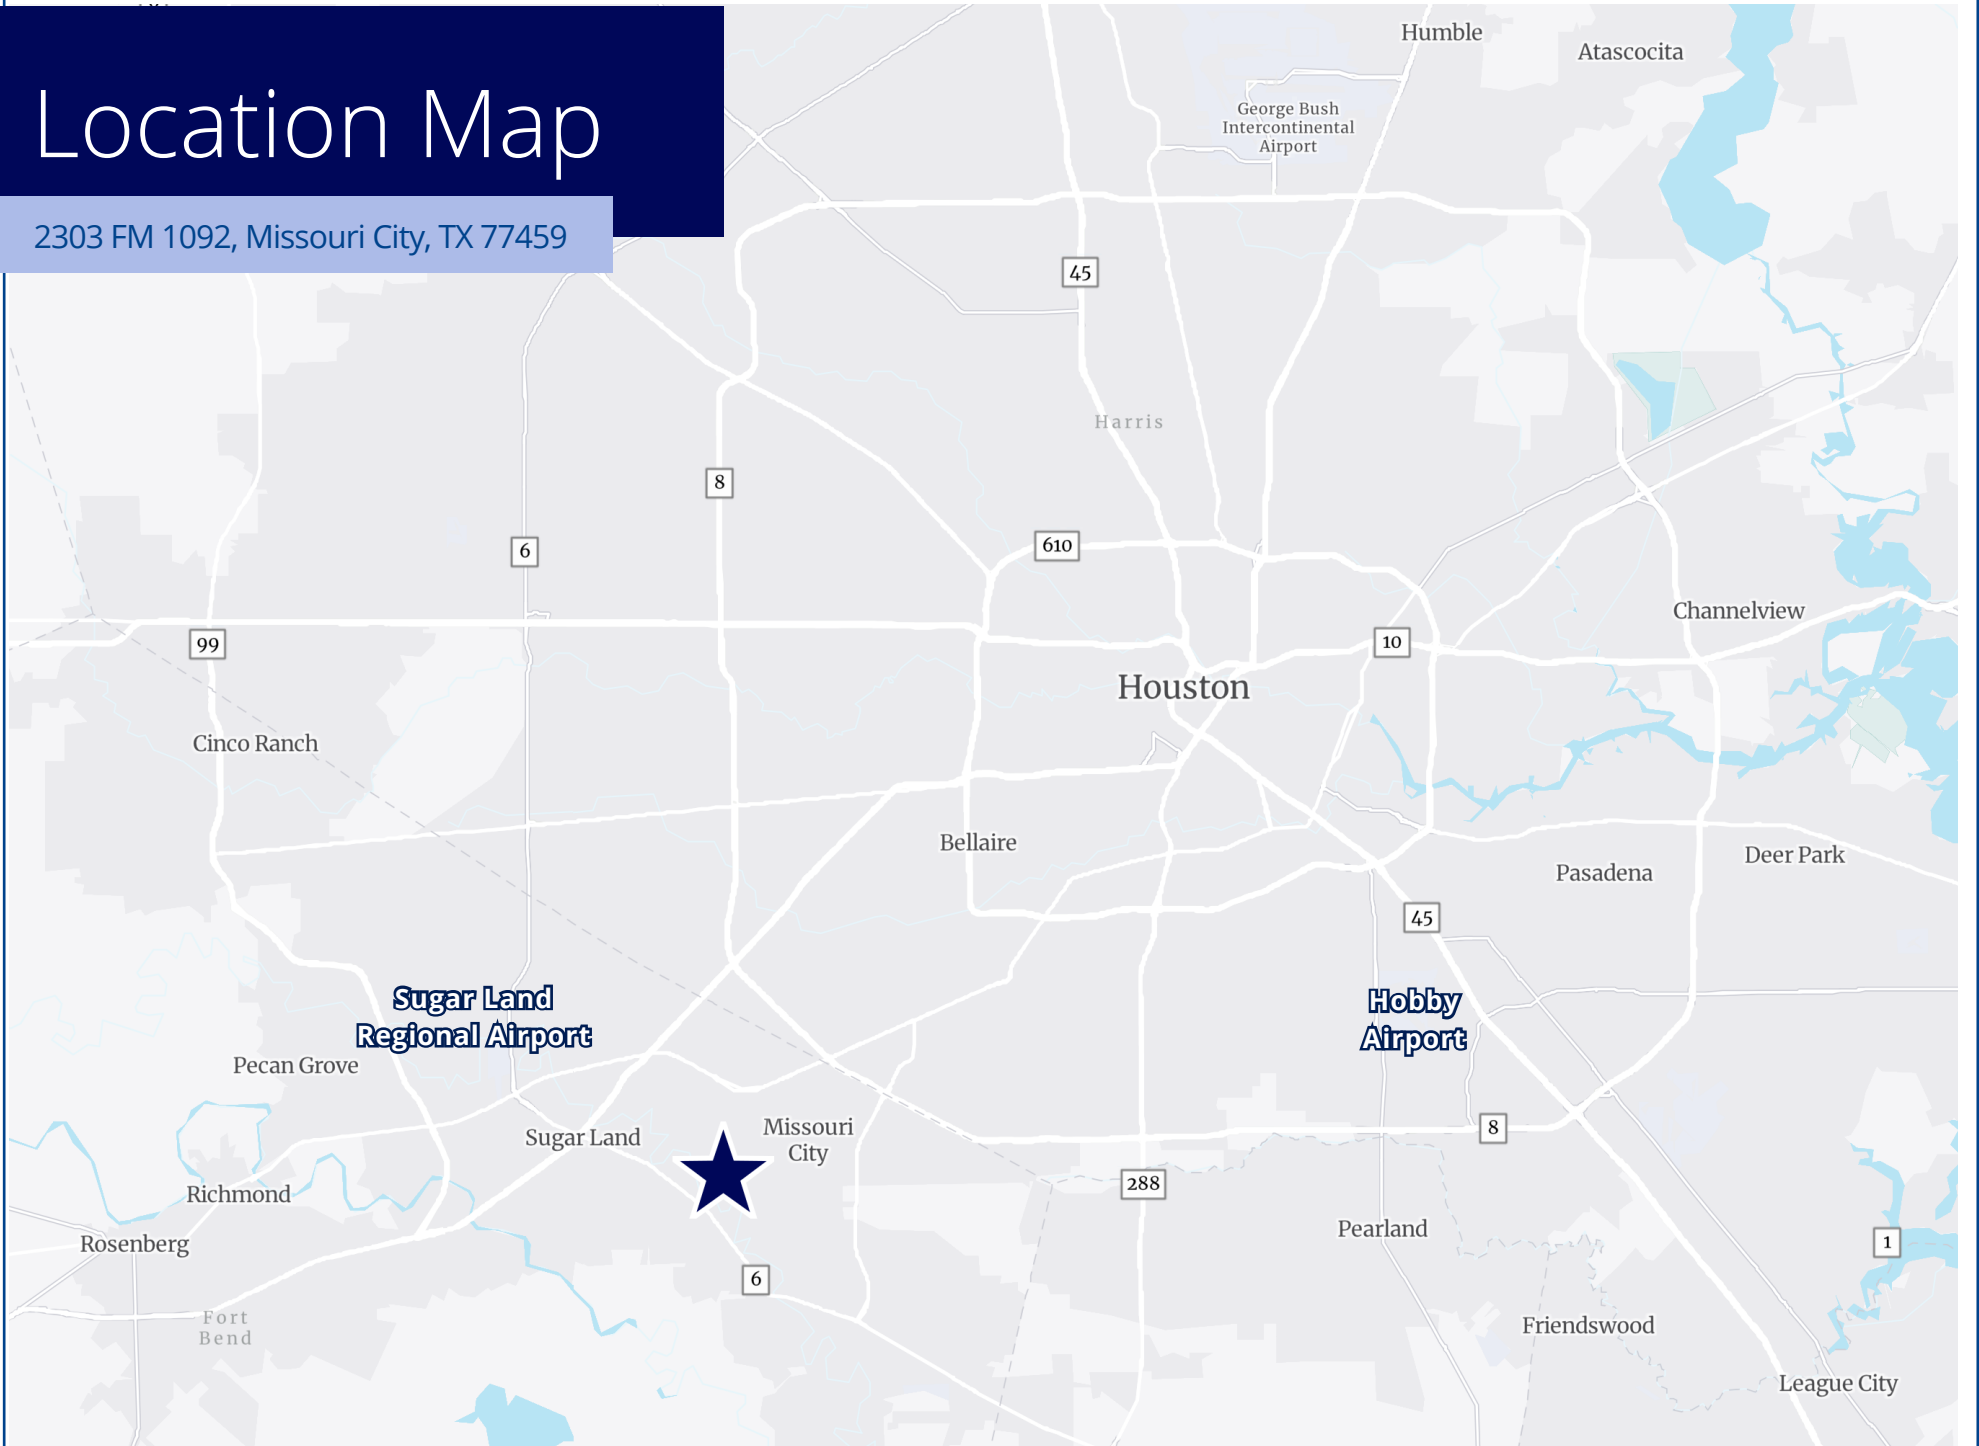 Location Map
2303 FM 1092, Missouri City, TX 77459
Humble
Atascocita
George Bush
Intercontinental
Airport
45
Harris
8
6
610
99
10
Channelview
Houston
Cinco Ranch
Bellaire
Pasadena
Deer Park
45
Sugar Land
Regional Airport
Hobby
Airport
Pecan Grove
Sugar Land
Missouri
City
8
Richmond
288
Rosenberg
Pearland
1
6
Fort
Bend
Friendswood
League City